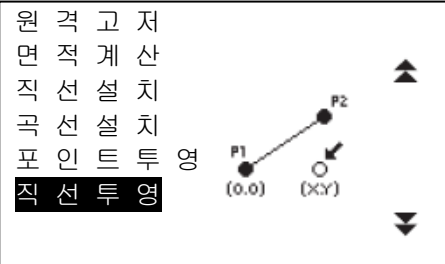 원 격 고 저
면 적 계 산
직 선 설 치
곡 선 설 치
포 인 트 투 영
직 선 투 영
P2
P1
(0.0) (X.Y)